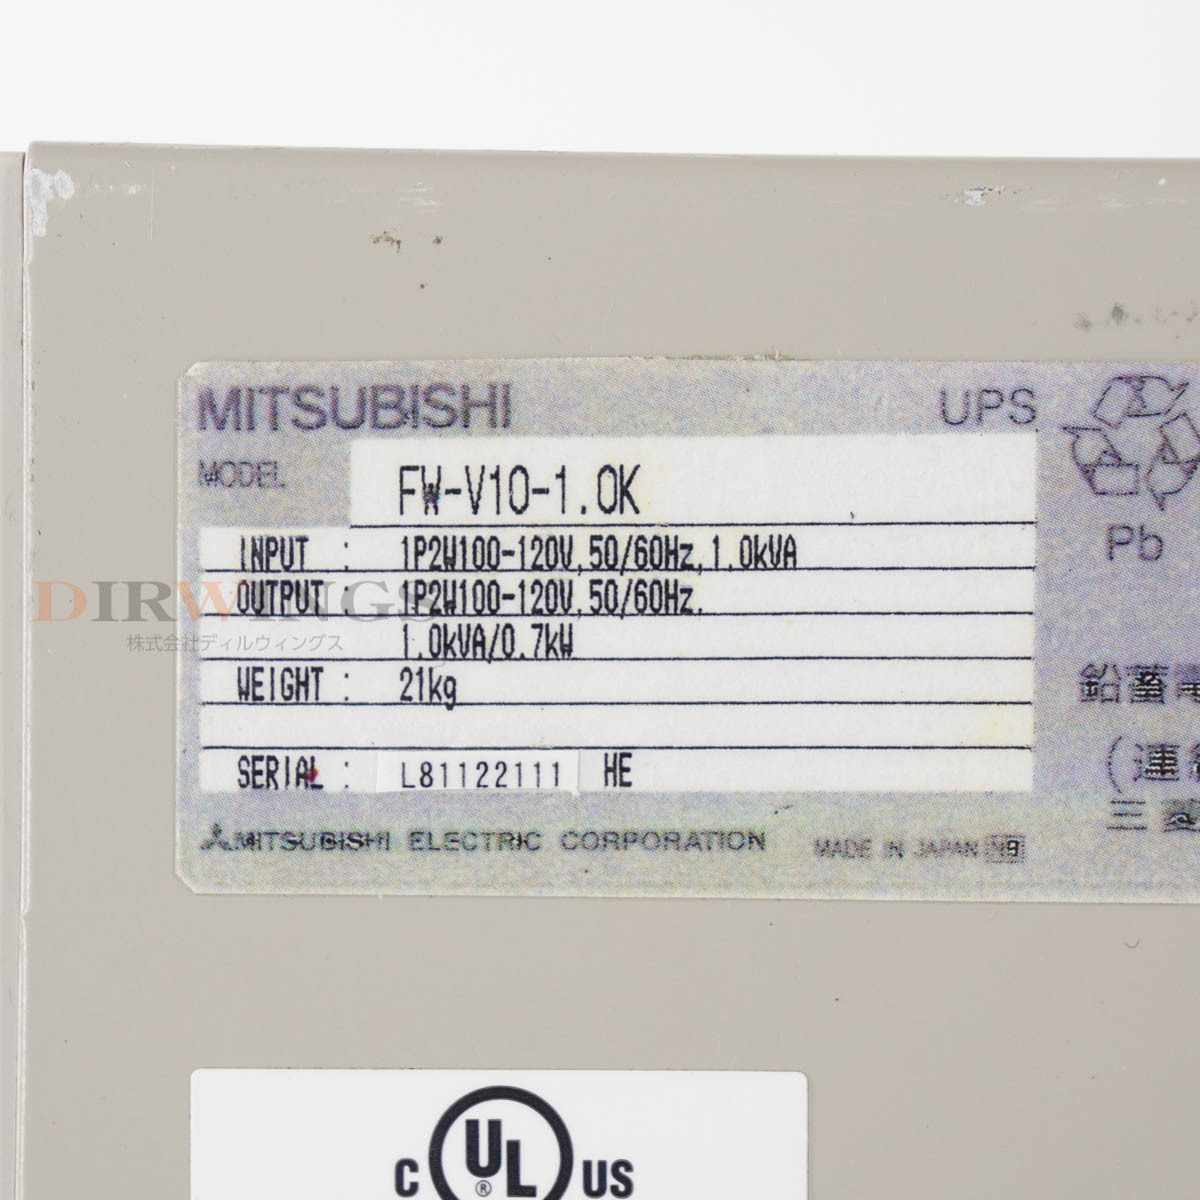 MITSUBISHI UPS
MODEL FW-V10-1.0K
Pb
INPUT : 1P2W100-120V,50/60Hz,1.0kVA
OUTPUT 1P2W100-120V,50/60Hz.
1.0kVA/0.7kW
WEIGHT : 21kg
SERIAL : L81122111 HE
鉛蓄
(連
三菱
MITSUBISHI ELECTRIC CORPORATION MADE IN JAPAN
DIRWINGS
株式会社ディルウィングス
C UL ® US